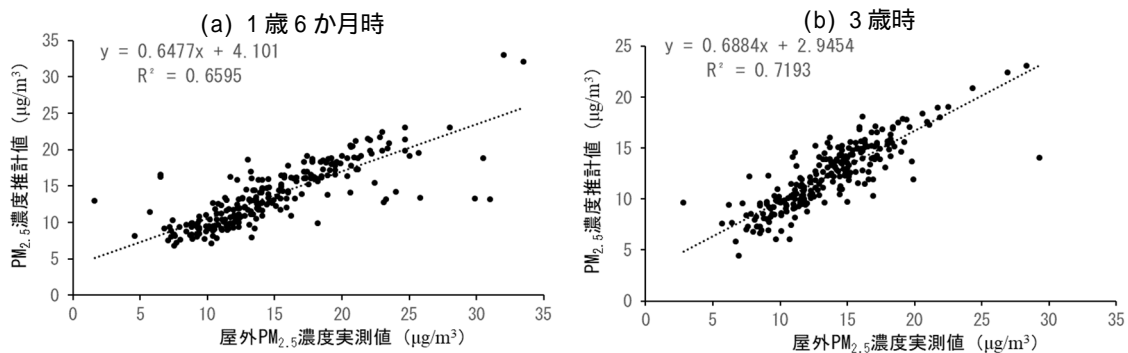 (a) 1歳6か月時
y = 0.6477x + 4.101
R² = 0.6595
PM₂.₅濃度推計値（μg/m³）
35
30
25
20
15
10
5
0
0 5 10 15 20 25 30 35
屋外PM₂.₅濃度実測値（μg/m³）
(b) 3歳時
y = 0.6884x + 2.9454
R² = 0.7193
PM₂.₅濃度推計値（μg/m³）
25
20
15
10
5
0
0 5 10 15 20 25 30 35
屋外PM₂.₅濃度実測値（μg/m³）